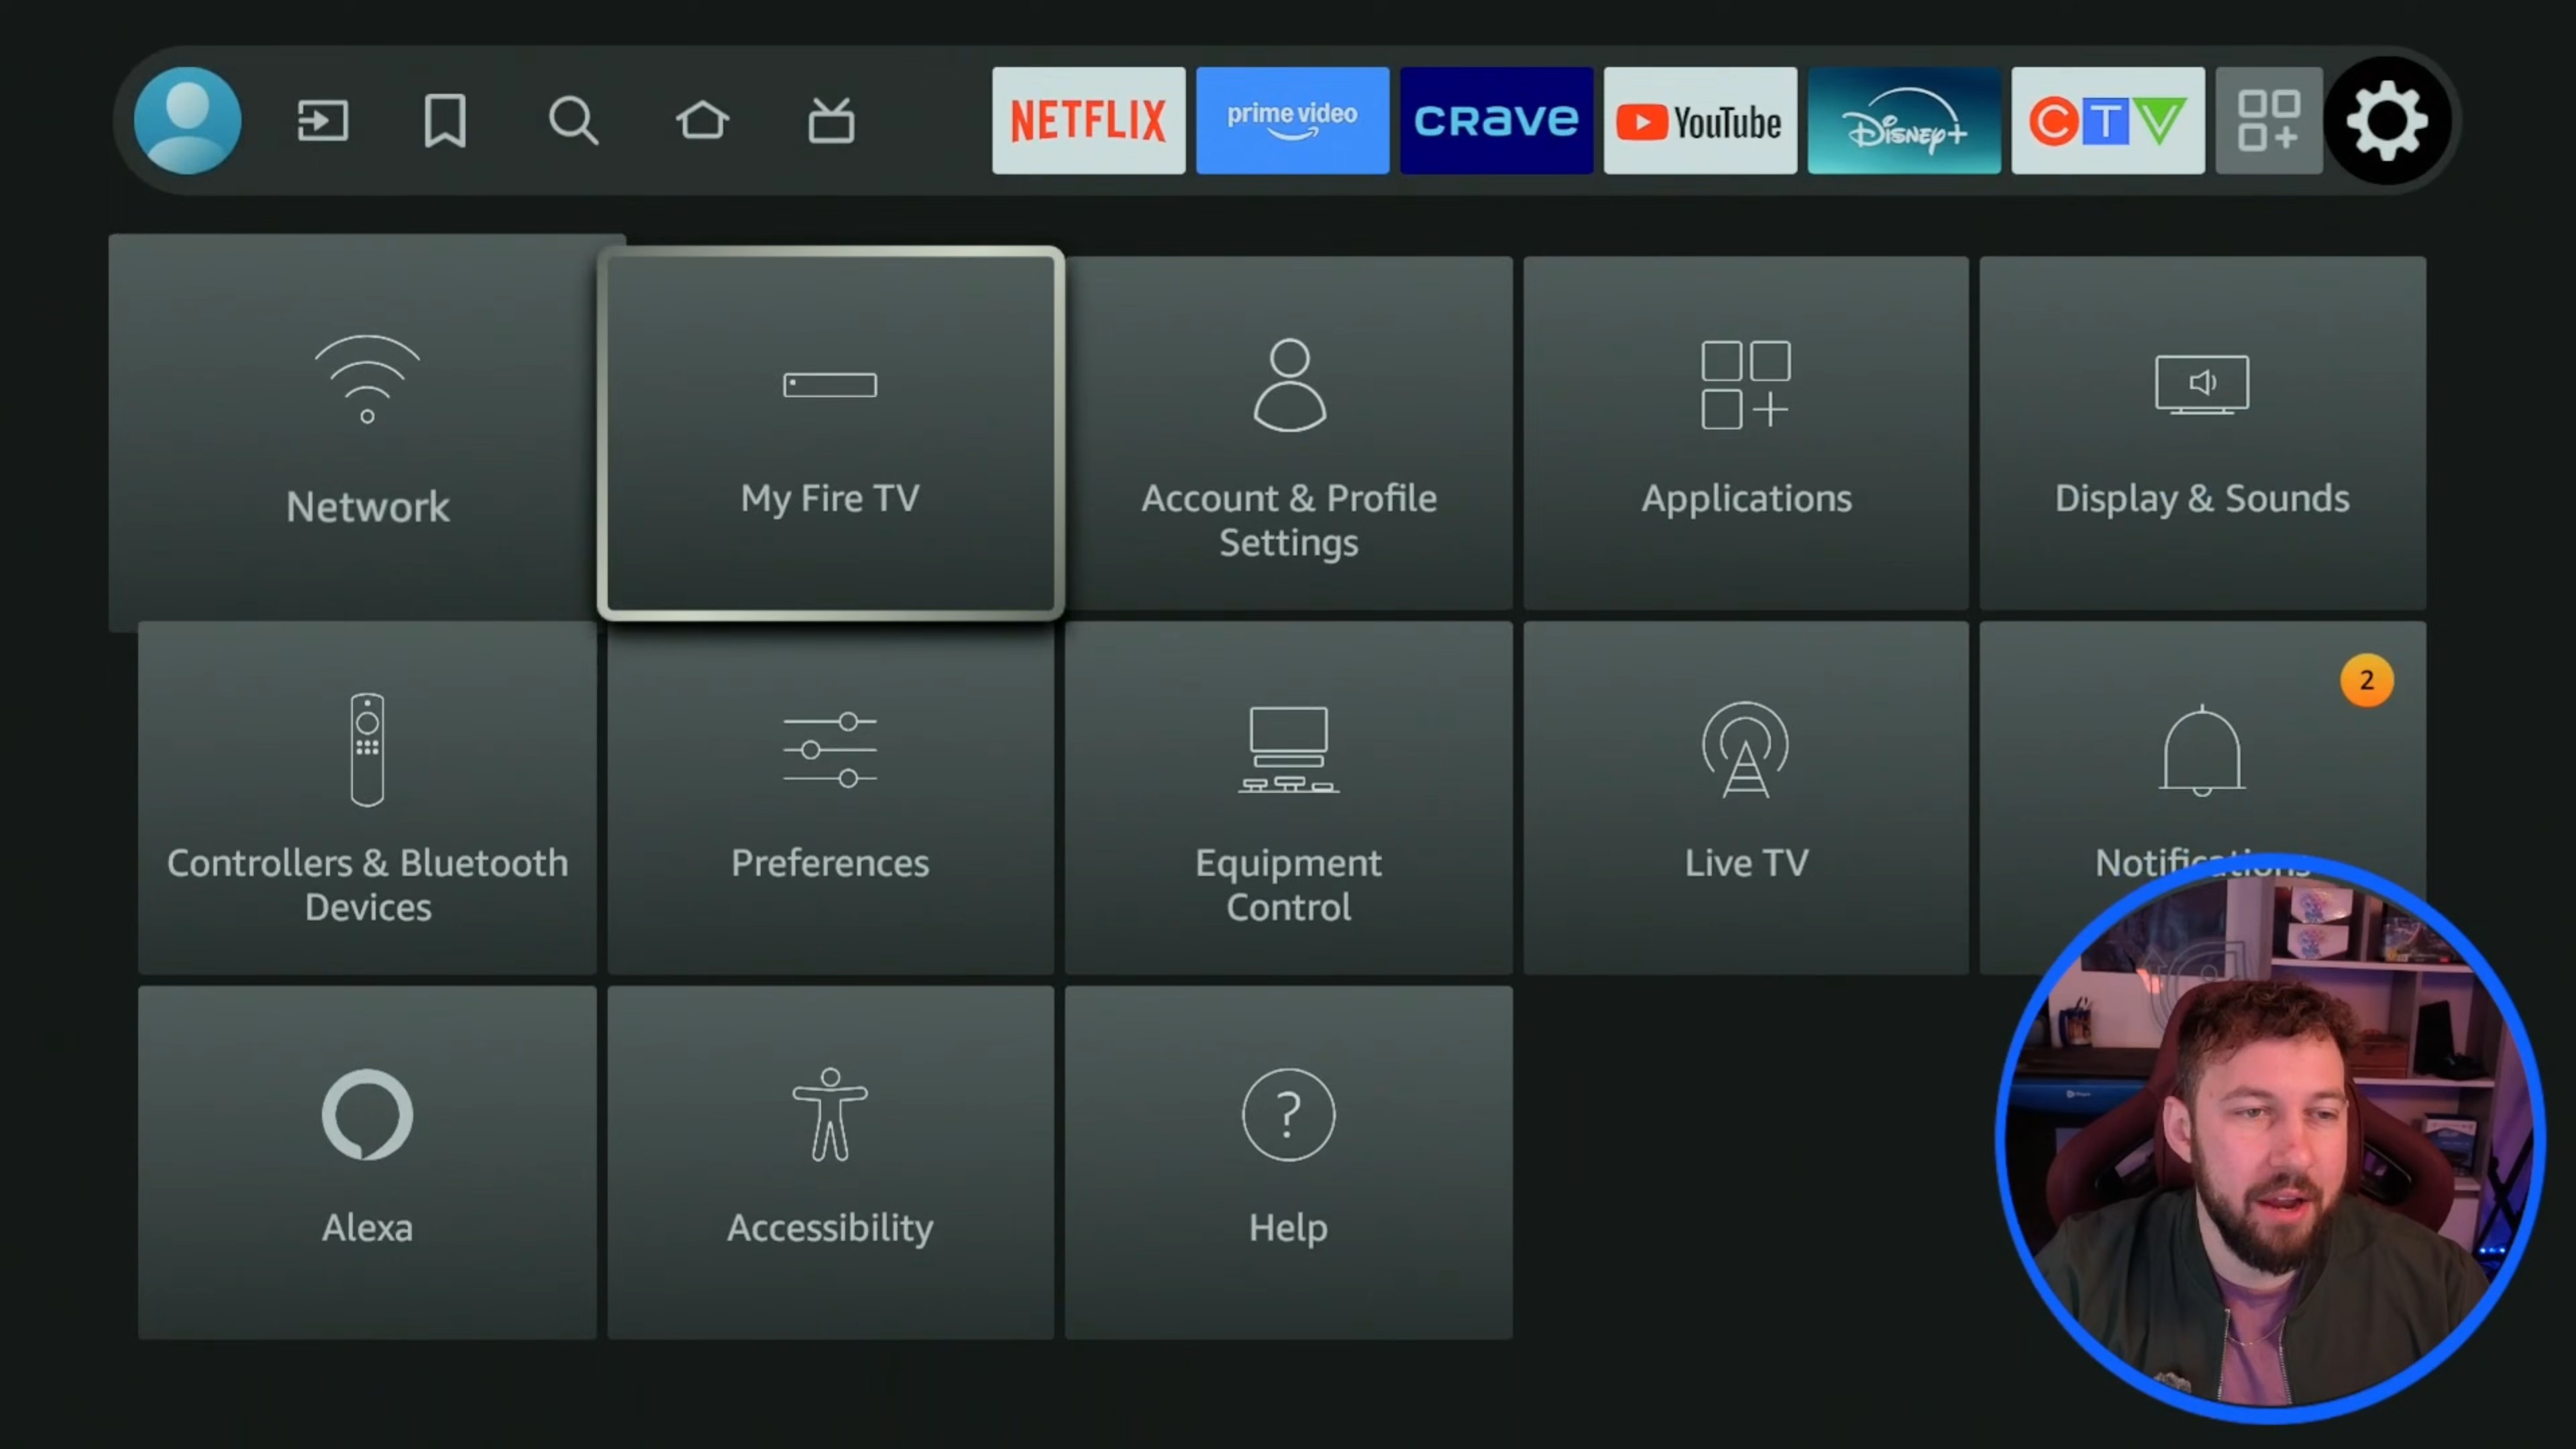 NETFLIX
prime video
CRAVE
YouTube
Disney+
CTV
Network
My Fire TV
Account & Profile
Settings
Applications
Display & Sounds
Controllers & Bluetooth
Devices
Preferences
Equipment
Control
Live TV
2
Notifications
Alexa
Accessibility
?
Help